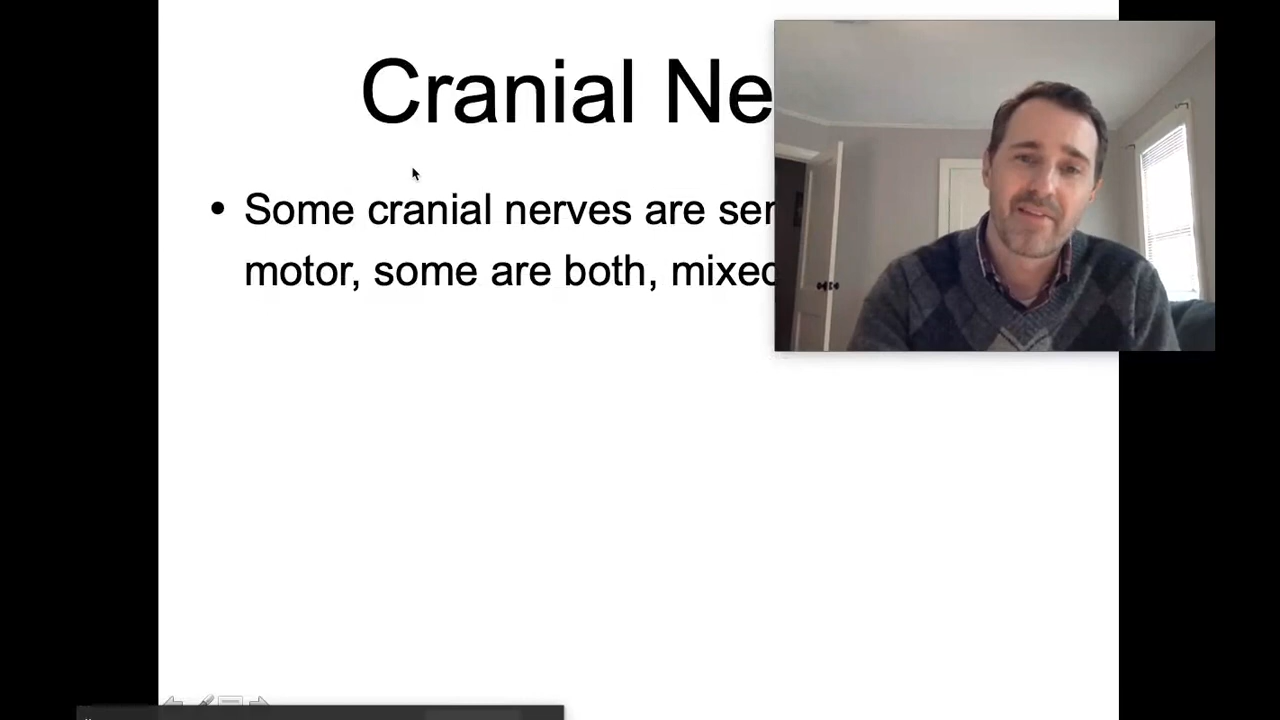 Cranial Ne
• Some cranial nerves are ser
motor, some are both, mixed